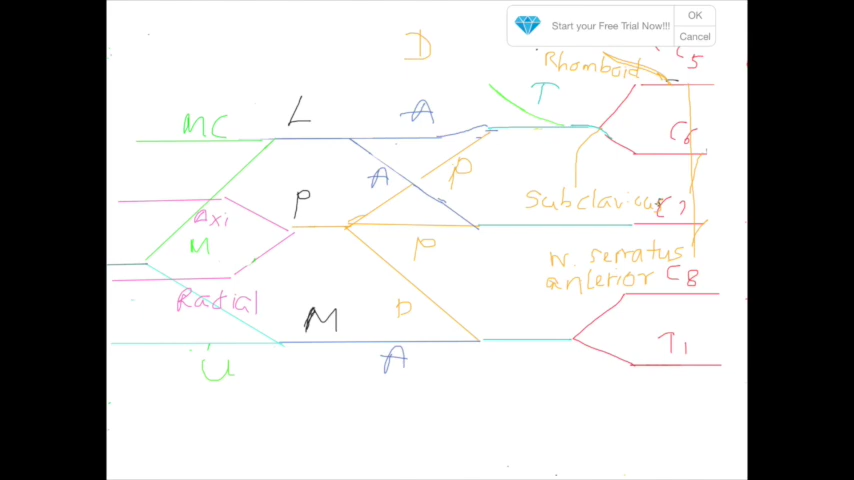 Start your Free Trial Now!!!
OK
Cancel
D
Rhomboid
C5
T
L
A
MC
C6
A
P
P
Subclavius
C7
Axi
M
P
N. serratus
anterior
C8
Radial
D
M
T1
A
U